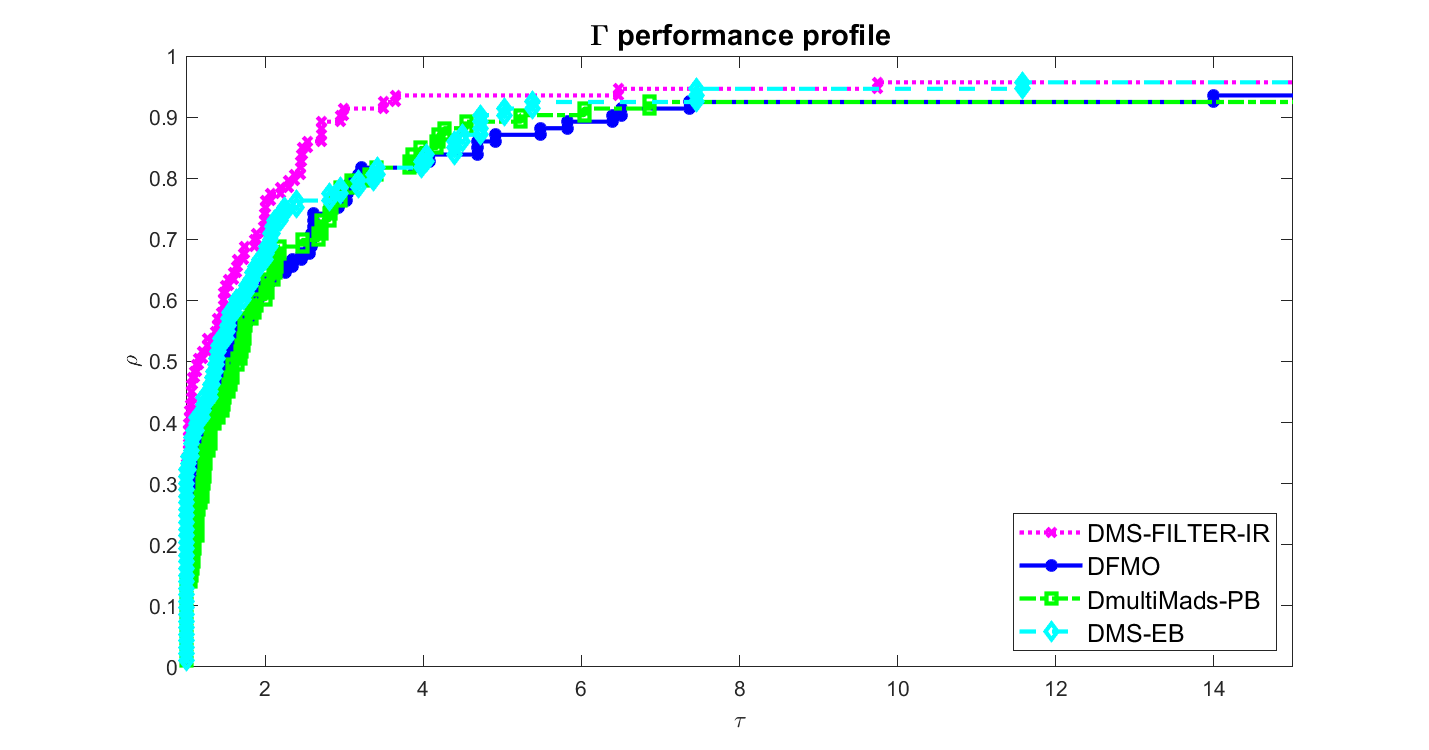 Γ performance profile
1
0.9
0.8
0.7
0.6
0.5
0.4
0.3
0.2
0.1
0
ρ
2 4 6 8 10 12 14
τ
DMS-FILTER-IR
DFMO
DmultiMads-PB
DMS-EB